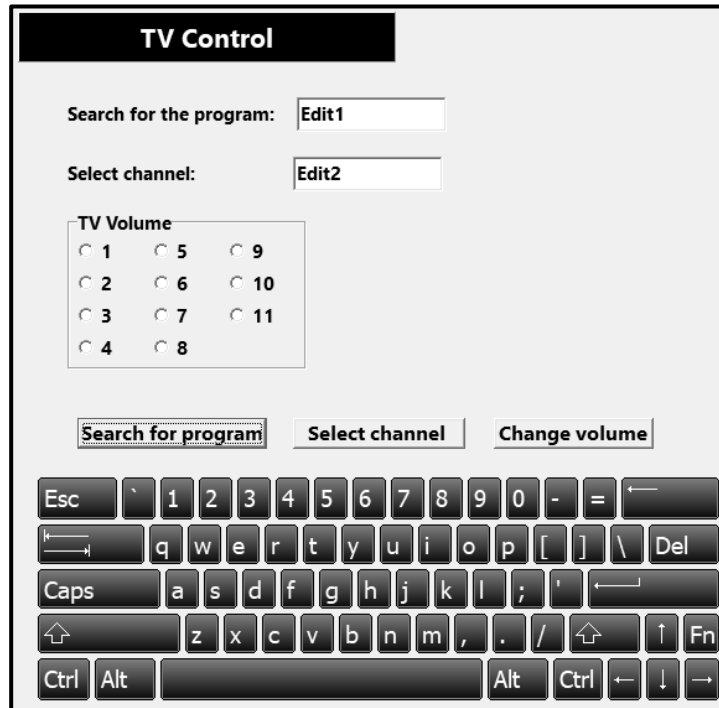 TV Control
Search for the program: Edit1
Select channel: Edit2
TV Volume
1 5 9
2 6 10
3 7 11
4 8
Search for program Select channel Change volume
Esc ` 1 2 3 4 5 6 7 8 9 0 - = ←
q w e r t y u i o p [ ] \ Del
Caps a s d f g h j k l ; '
z x c v b n m , . / ↑ Fn
Ctrl Alt Alt Ctrl ← ↓ →